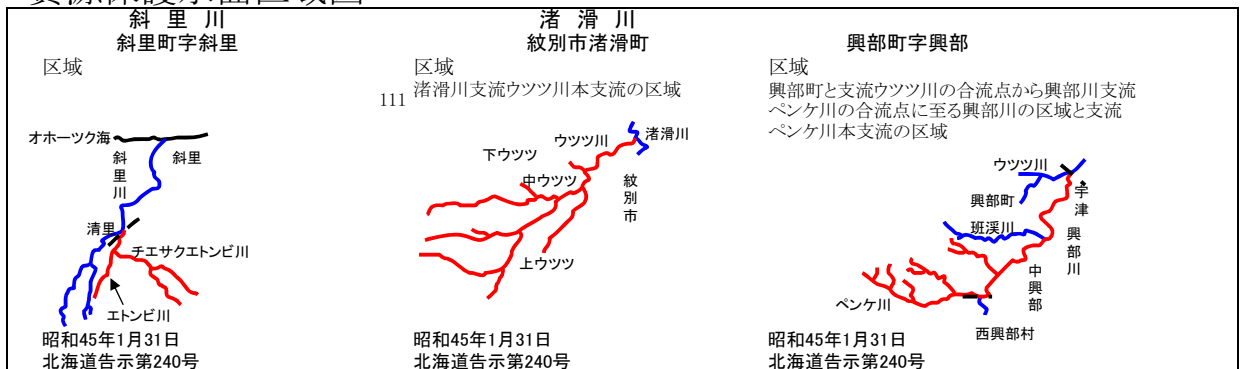 資源保護水面区域図
斜 里 川
斜里町字斜里
区域
オホーツク海
斜里
斜里川
清里
チエサクエトンビ川
エトンビ川
昭和45年1月31日
北海道告示第240号
渚 滑 川
紋別市渚滑町
区域
111
渚滑川支流ウツツ川本支流の区域
渚滑川
ウツツ川
下ウツツ
中ウツツ
紋別市
上ウツツ
昭和45年1月31日
北海道告示第240号
興部町字興部
区域
興部町と支流ウツツ川の合流点から興部川支流
ペンケ川の合流点に至る興部川の区域と支流
ペンケ川本支流の区域
ウツツ川
宇津
興部町
班渓川
興部川
中興部
ペンケ川
西興部村
昭和45年1月31日
北海道告示第240号